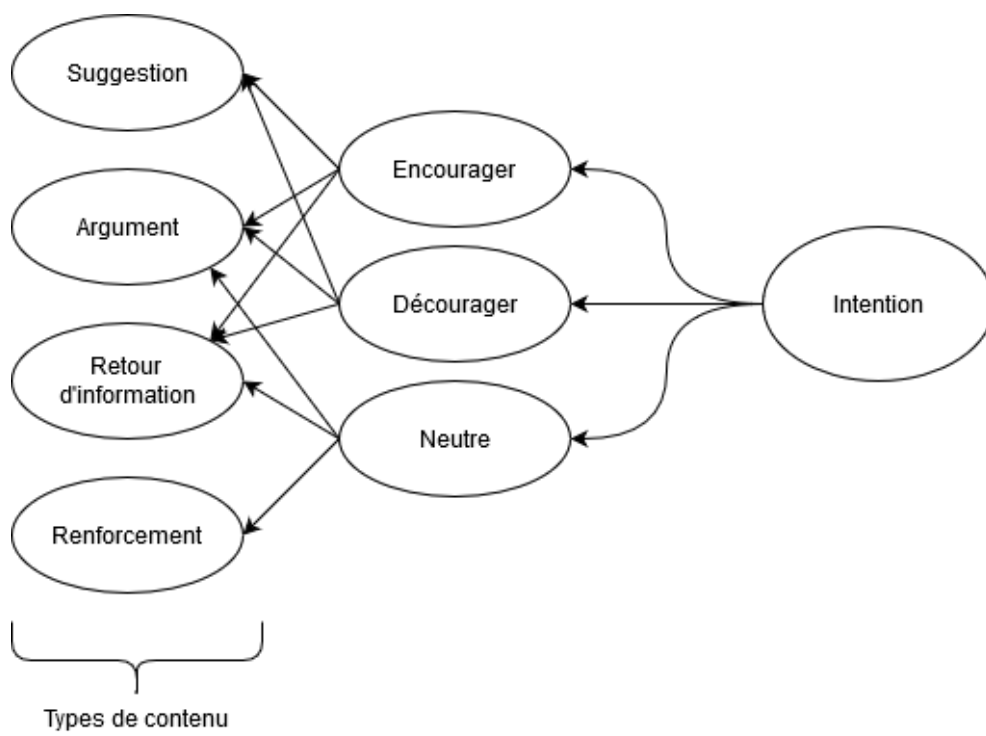 Suggestion
Encourager
Argument
Intention
Décourager
Retour
d'information
Neutre
Renforcement
Types de contenu